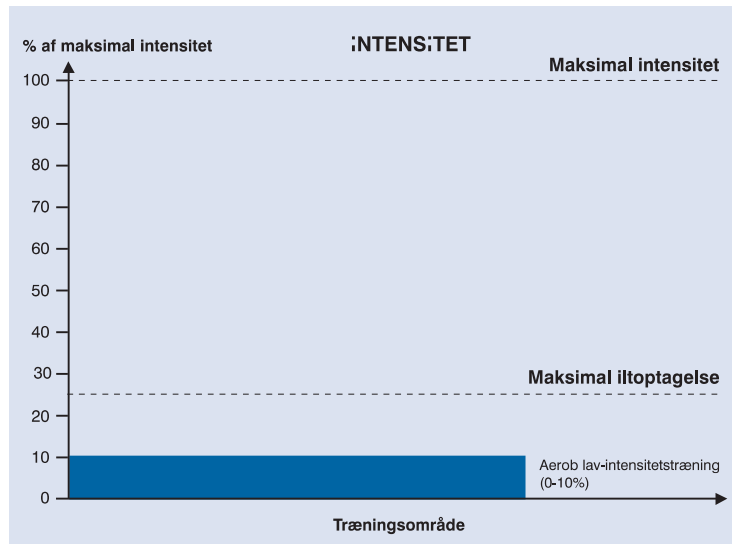 % af maksimal intensitet
INTENSITET
Maksimal intensitet
100
90
80
70
60
50
40
30
Maksimal iltoptagelse
20
10
Aerob lav-intensitetstræning
(0-10%)
0
Træningsområde